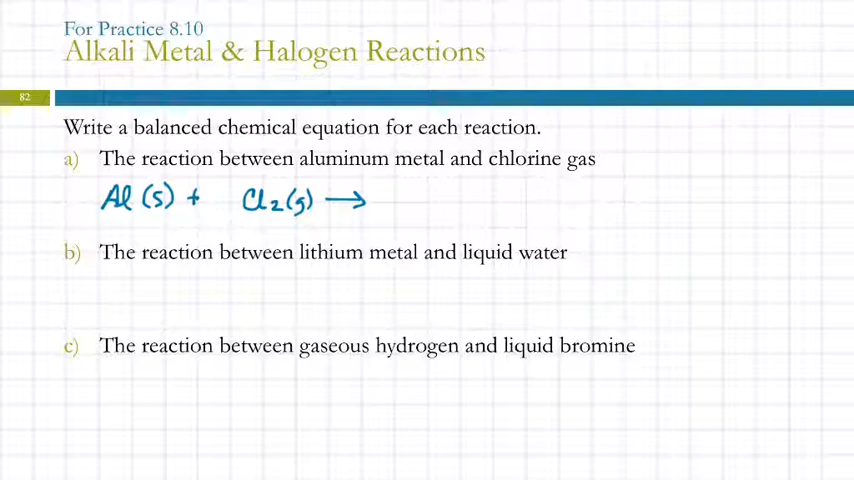 For Practice 8.10
Alkali Metal & Halogen Reactions
82
Write a balanced chemical equation for each reaction.
a) The reaction between aluminum metal and chlorine gas
Al (s) + Cl₂(g) →
b) The reaction between lithium metal and liquid water
c) The reaction between gaseous hydrogen and liquid bromine